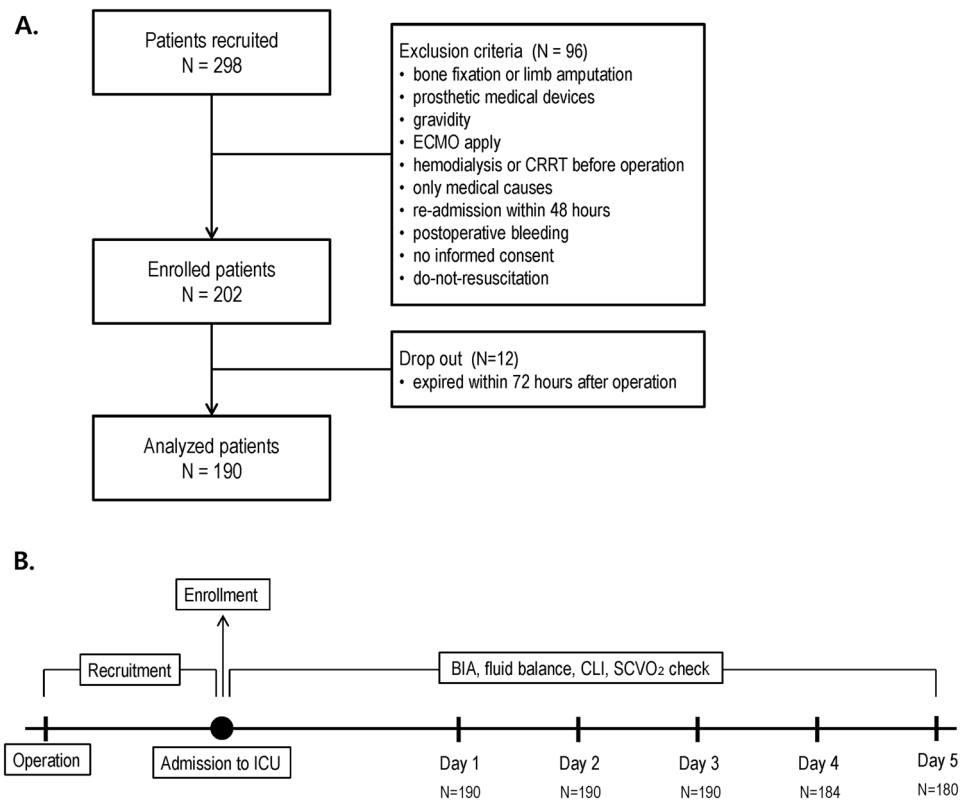 A.
Patients recruited
N = 298
Exclusion criteria (N = 96)
• bone fixation or limb amputation
• prosthetic medical devices
• gravidity
• ECMO apply
• hemodialysis or CRRT before operation
• only medical causes
• re-admission within 48 hours
• postoperative bleeding
• no informed consent
• do-not-resuscitation
Enrolled patients
N = 202
Drop out (N=12)
• expired within 72 hours after operation
Analyzed patients
N = 190
B.
Enrollment
Recruitment
BIA, fluid balance, CLI, SCVO₂ check
Operation
Admission to ICU
Day 1
N=190
Day 2
N=190
Day 3
N=190
Day 4
N=184
Day 5
N=180